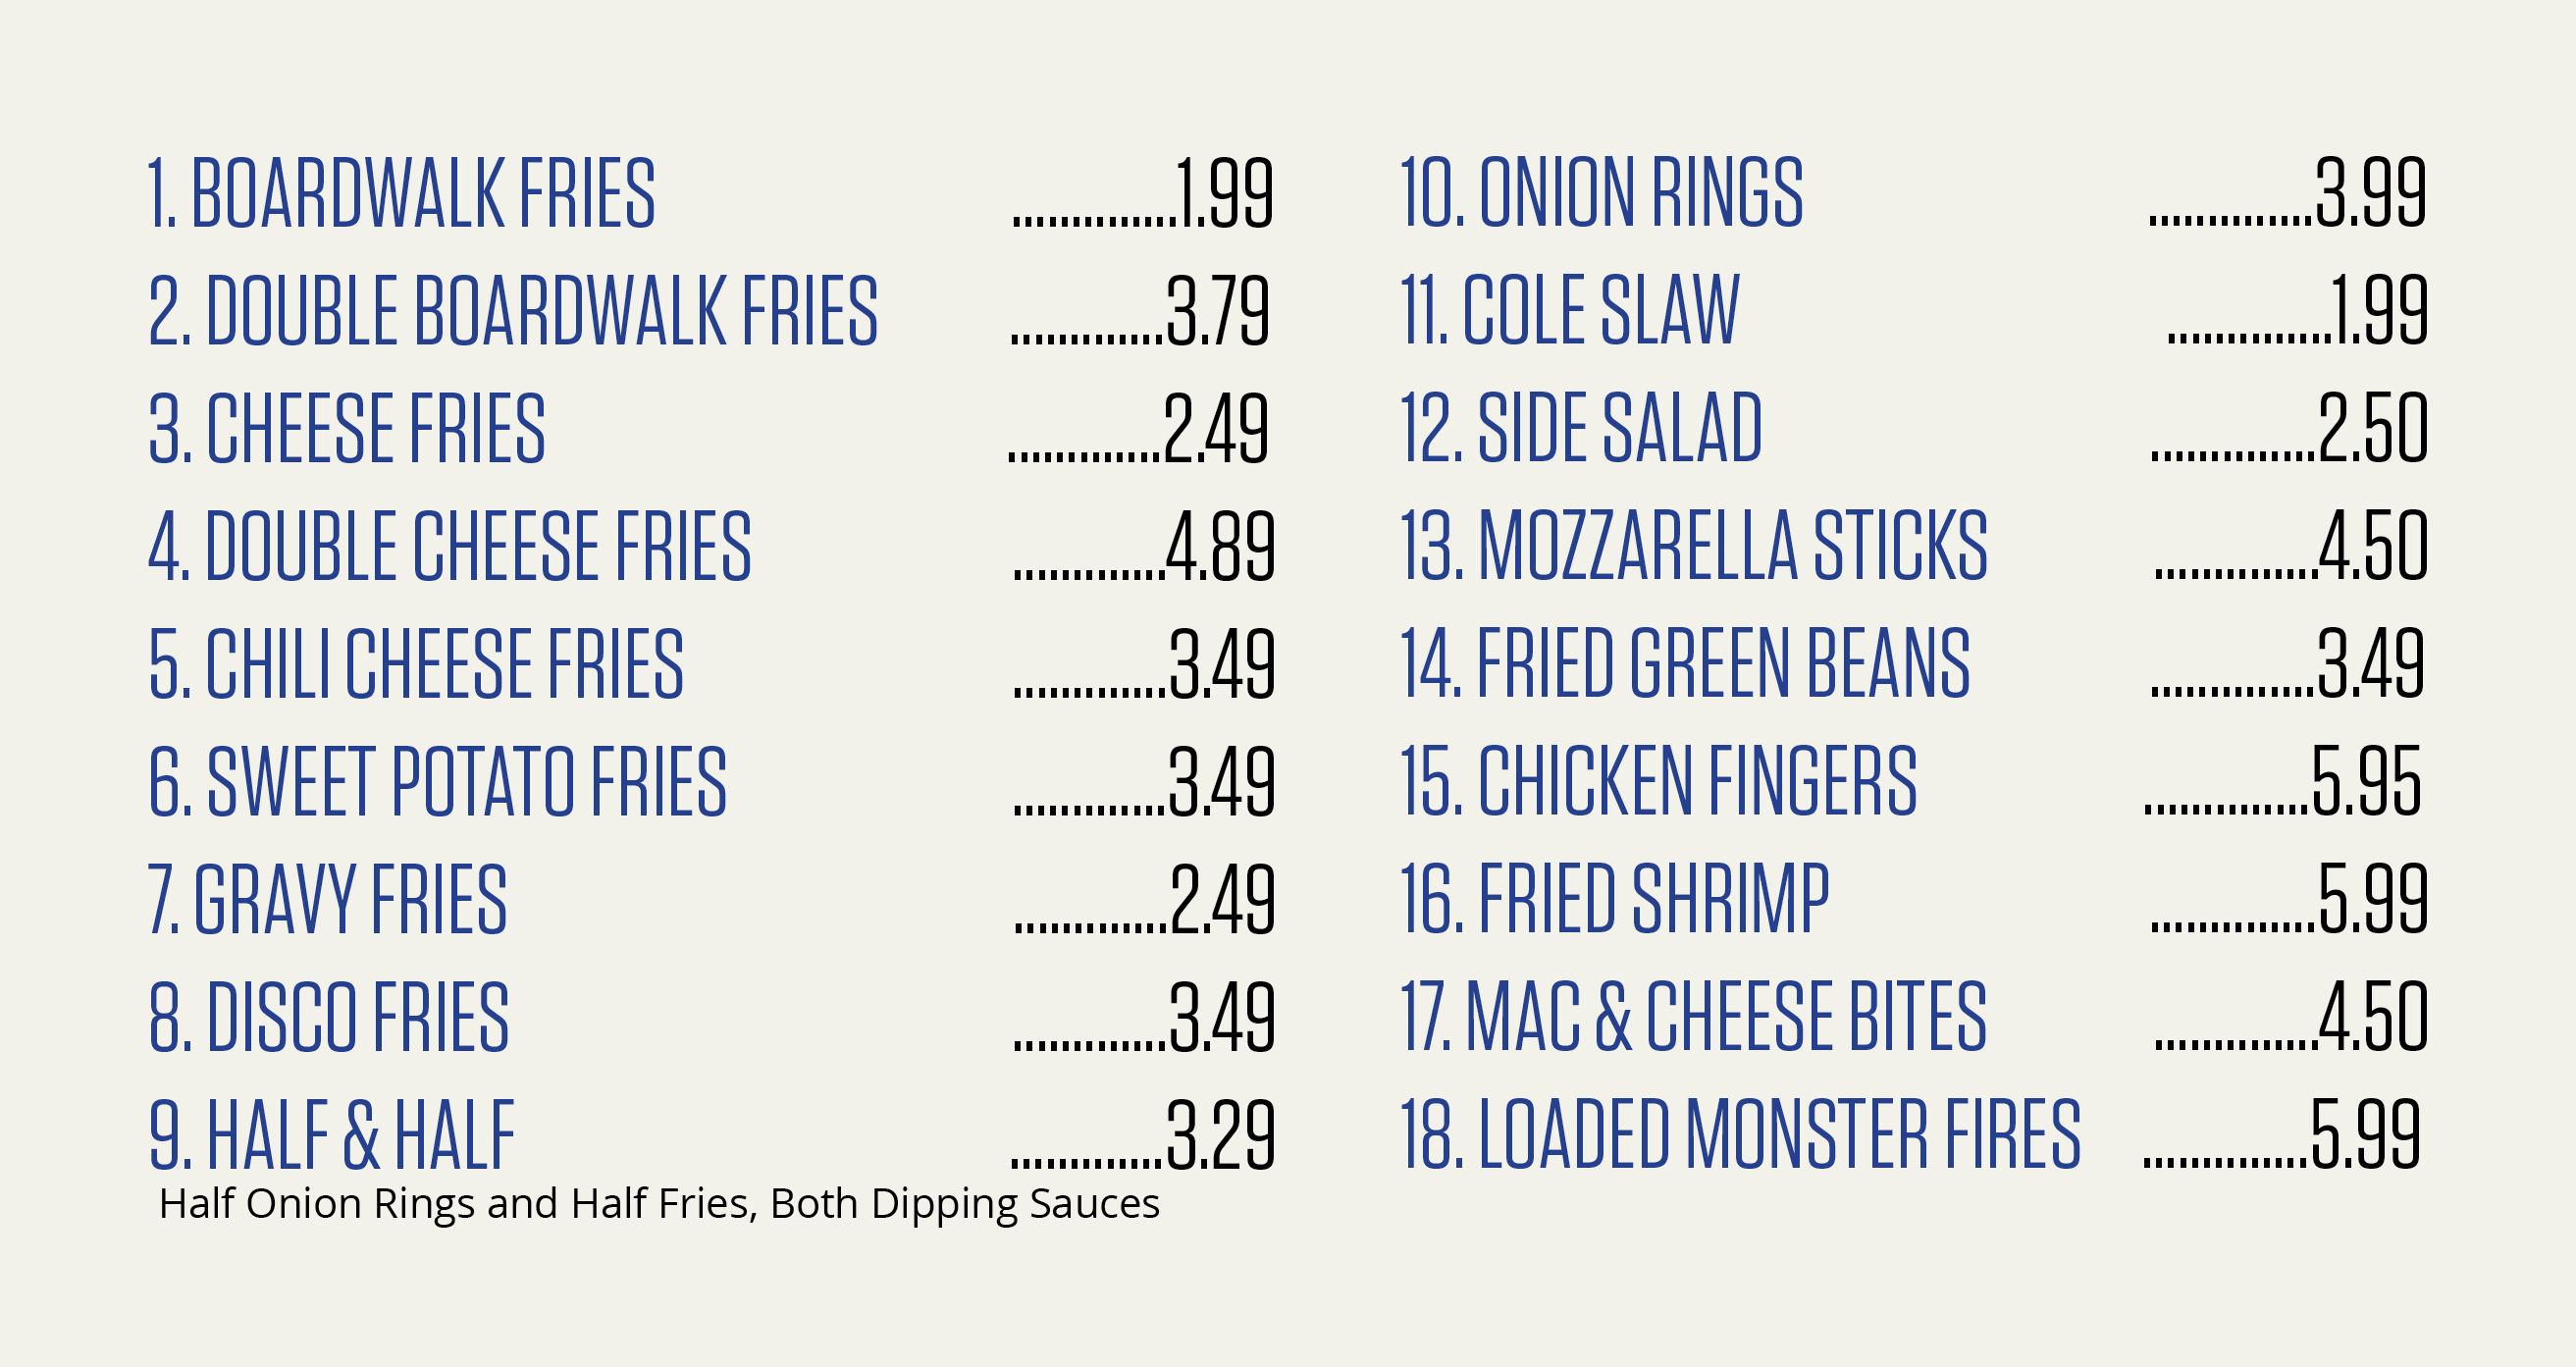 1. BOARDWALK FRIES ..............1.99
2. DOUBLE BOARDWALK FRIES .............3.79
3. CHEESE FRIES .............2.49
4. DOUBLE CHEESE FRIES .............4.89
5. CHILI CHEESE FRIES .............3.49
6. SWEET POTATO FRIES .............3.49
7. GRAVY FRIES .............2.49
8. DISCO FRIES .............3.49
9. HALF & HALF .............3.29
Half Onion Rings and Half Fries, Both Dipping Sauces
10. ONION RINGS ..............3.99
11. COLE SLAW ..............1.99
12. SIDE SALAD ..............2.50
13. MOZZARELLA STICKS ..............4.50
14. FRIED GREEN BEANS ..............3.49
15. CHICKEN FINGERS ..............5.95
16. FRIED SHRIMP ..............5.99
17. MAC & CHEESE BITES ..............4.50
18. LOADED MONSTER FIRES ..............5.99